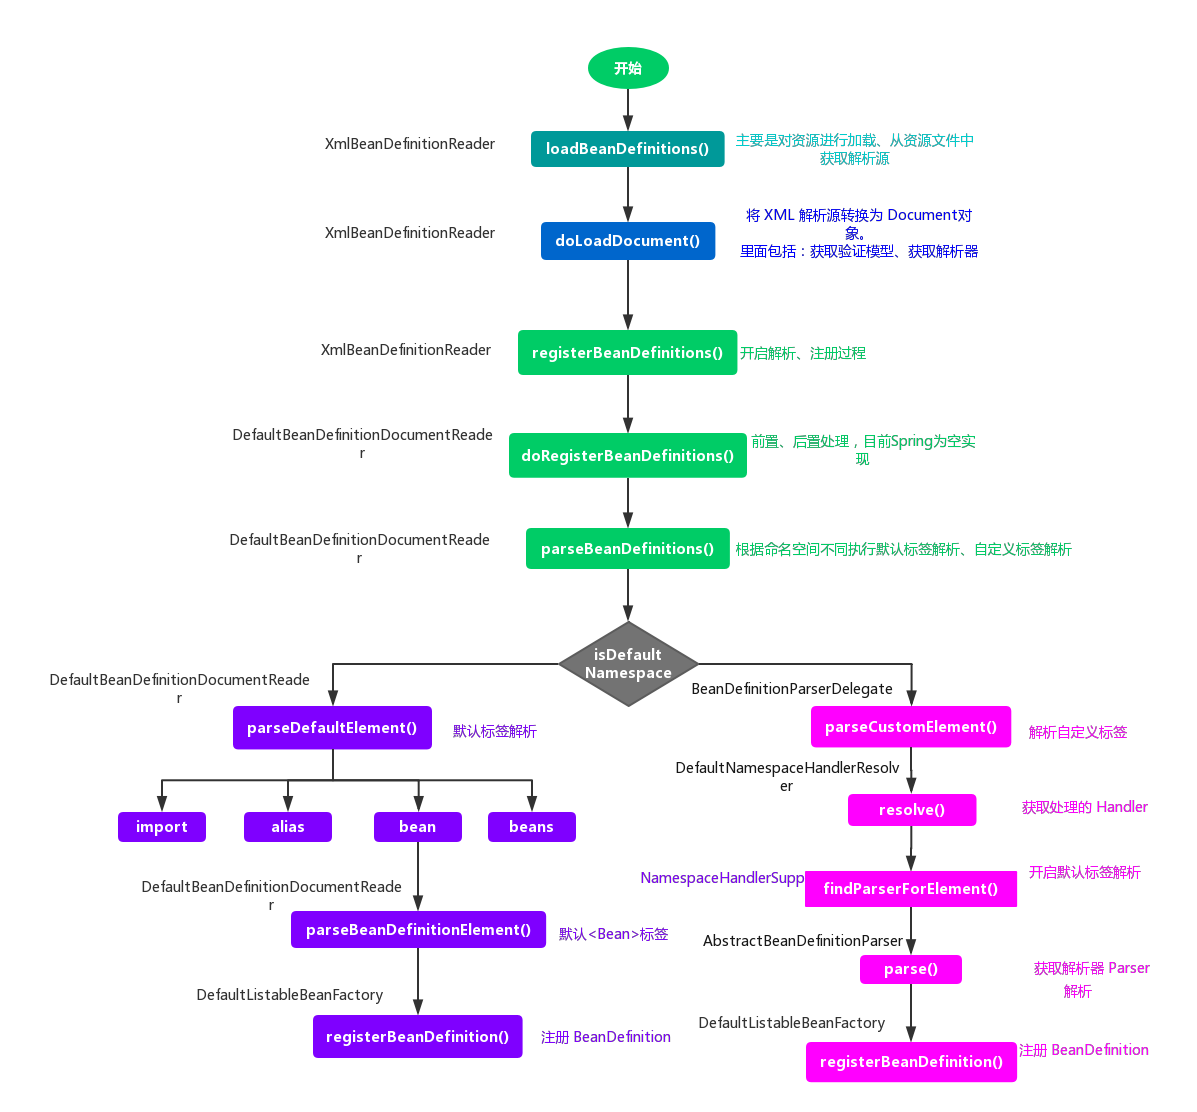 开始
XmlBeanDefinitionReader
loadBeanDefinitions()
主要是对资源进行加载、从资源文件中
获取解析源
XmlBeanDefinitionReader
doLoadDocument()
将 XML 解析源转换为 Document对
象。
里面包括：获取验证模型、获取解析器
XmlBeanDefinitionReader
registerBeanDefinitions()
开启解析、注册过程
DefaultBeanDefinitionDocumentReade
r
doRegisterBeanDefinitions()
前置、后置处理，目前Spring为空实
现
DefaultBeanDefinitionDocumentReade
r
parseBeanDefinitions()
根据命名空间不同执行默认标签解析、自定义标签解析
isDefault
Namespace
DefaultBeanDefinitionDocumentReade
r
parseDefaultElement()
默认标签解析
import
alias
bean
beans
DefaultBeanDefinitionDocumentReade
r
parseBeanDefinitionElement()
默认<Bean>标签
DefaultListableBeanFactory
registerBeanDefinition()
注册 BeanDefinition
BeanDefinitionParserDelegate
parseCustomElement()
解析自定义标签
DefaultNamespaceHandlerResolv
er
resolve()
获取处理的 Handler
NamespaceHandlerSupp
findParserForElement()
开启默认标签解析
AbstractBeanDefinitionParser
parse()
获取解析器 Parser
解析
DefaultListableBeanFactory
registerBeanDefinition()
注册 BeanDefinition